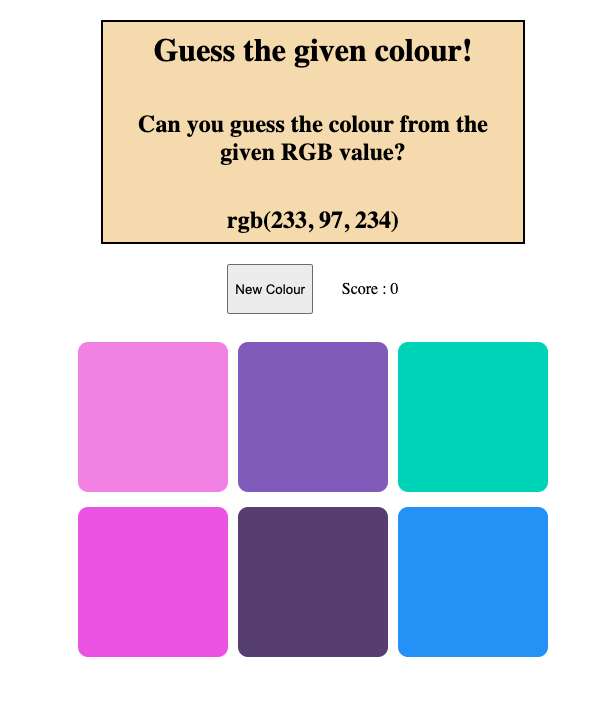 Guess the given colour!
Can you guess the colour from the
given RGB value?
rgb(233, 97, 234)
New Colour
Score : 0